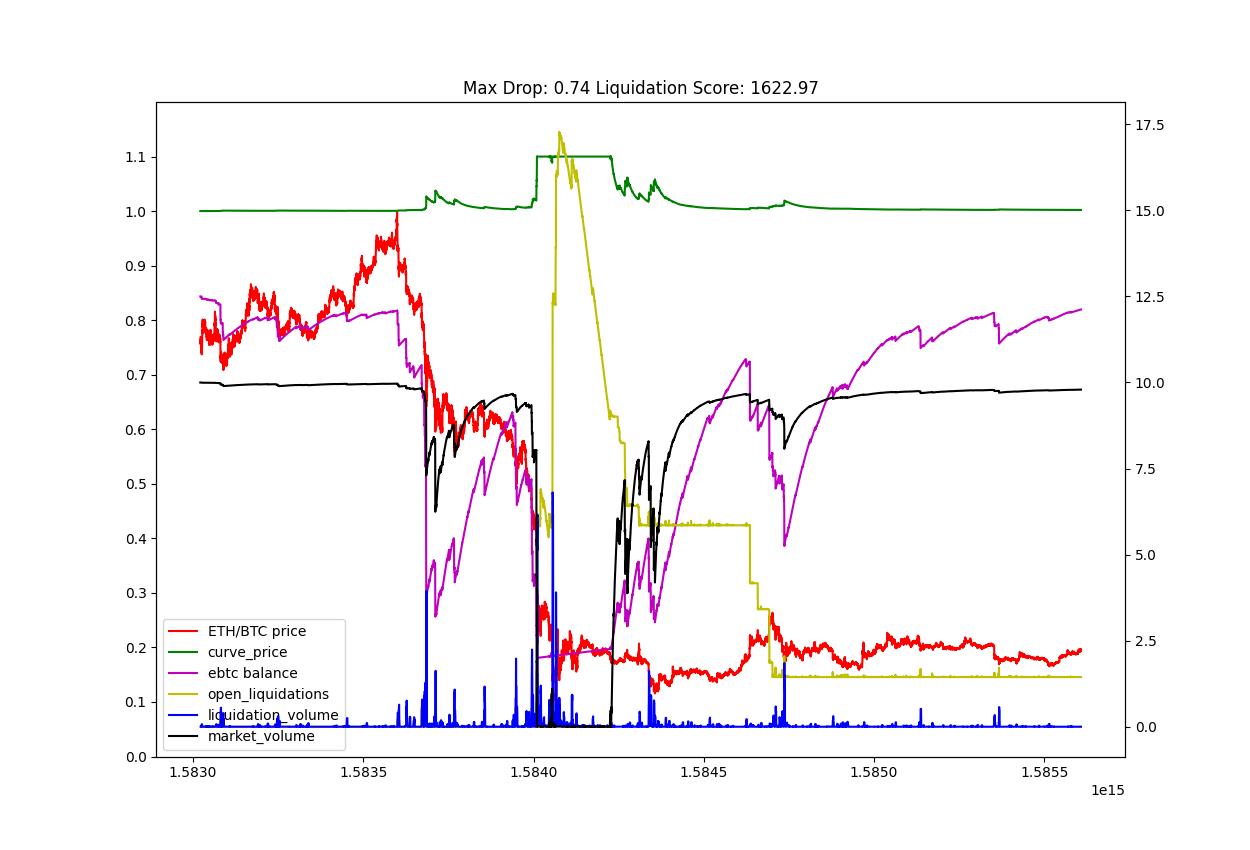 Max Drop: 0.74 Liquidation Score: 1622.97
1.1
1.0
0.9
0.8
0.7
0.6
0.5
0.4
0.3
0.2
0.1
0.0
17.5
15.0
12.5
10.0
7.5
5.0
2.5
0.0
ETH/BTC price
curve_price
ebtc balance
open_liquidations
liquidation_volume
market_volume
1.5830 1.5835 1.5840 1.5845 1.5850 1.5855
1e15